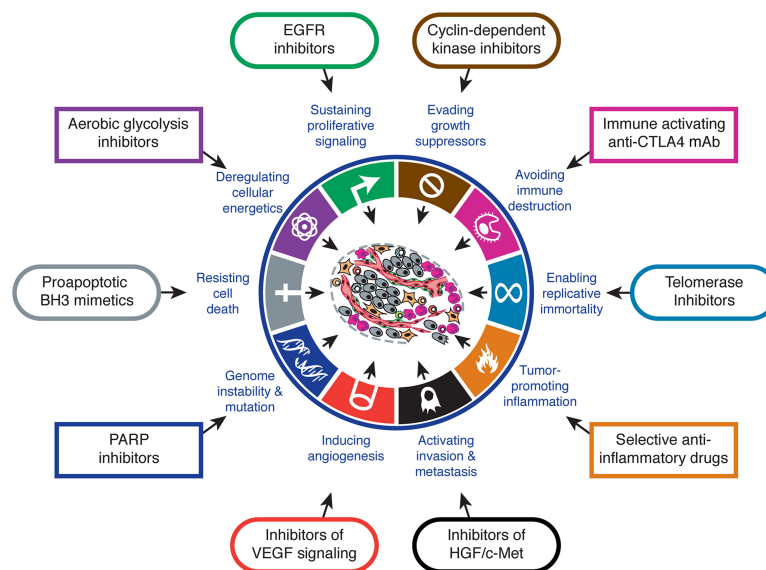 EGFR
inhibitors
Cyclin-dependent
kinase inhibitors
Sustaining
proliferative
signaling
Evading
growth
suppressors
Aerobic glycolysis
inhibitors
Immune activating
anti-CTLA4 mAb
Deregulating
cellular
energetics
Avoiding
immune
destruction
Proapoptotic
BH3 mimetics
Resisting
cell
death
Enabling
replicative
immortality
Telomerase
Inhibitors
Genome
instability &
mutation
Tumor-
promoting
inflammation
PARP
inhibitors
Inducing
angiogenesis
Activating
invasion &
metastasis
Selective anti-
inflammatory drugs
Inhibitors of
VEGF signaling
Inhibitors of
HGF/c-Met